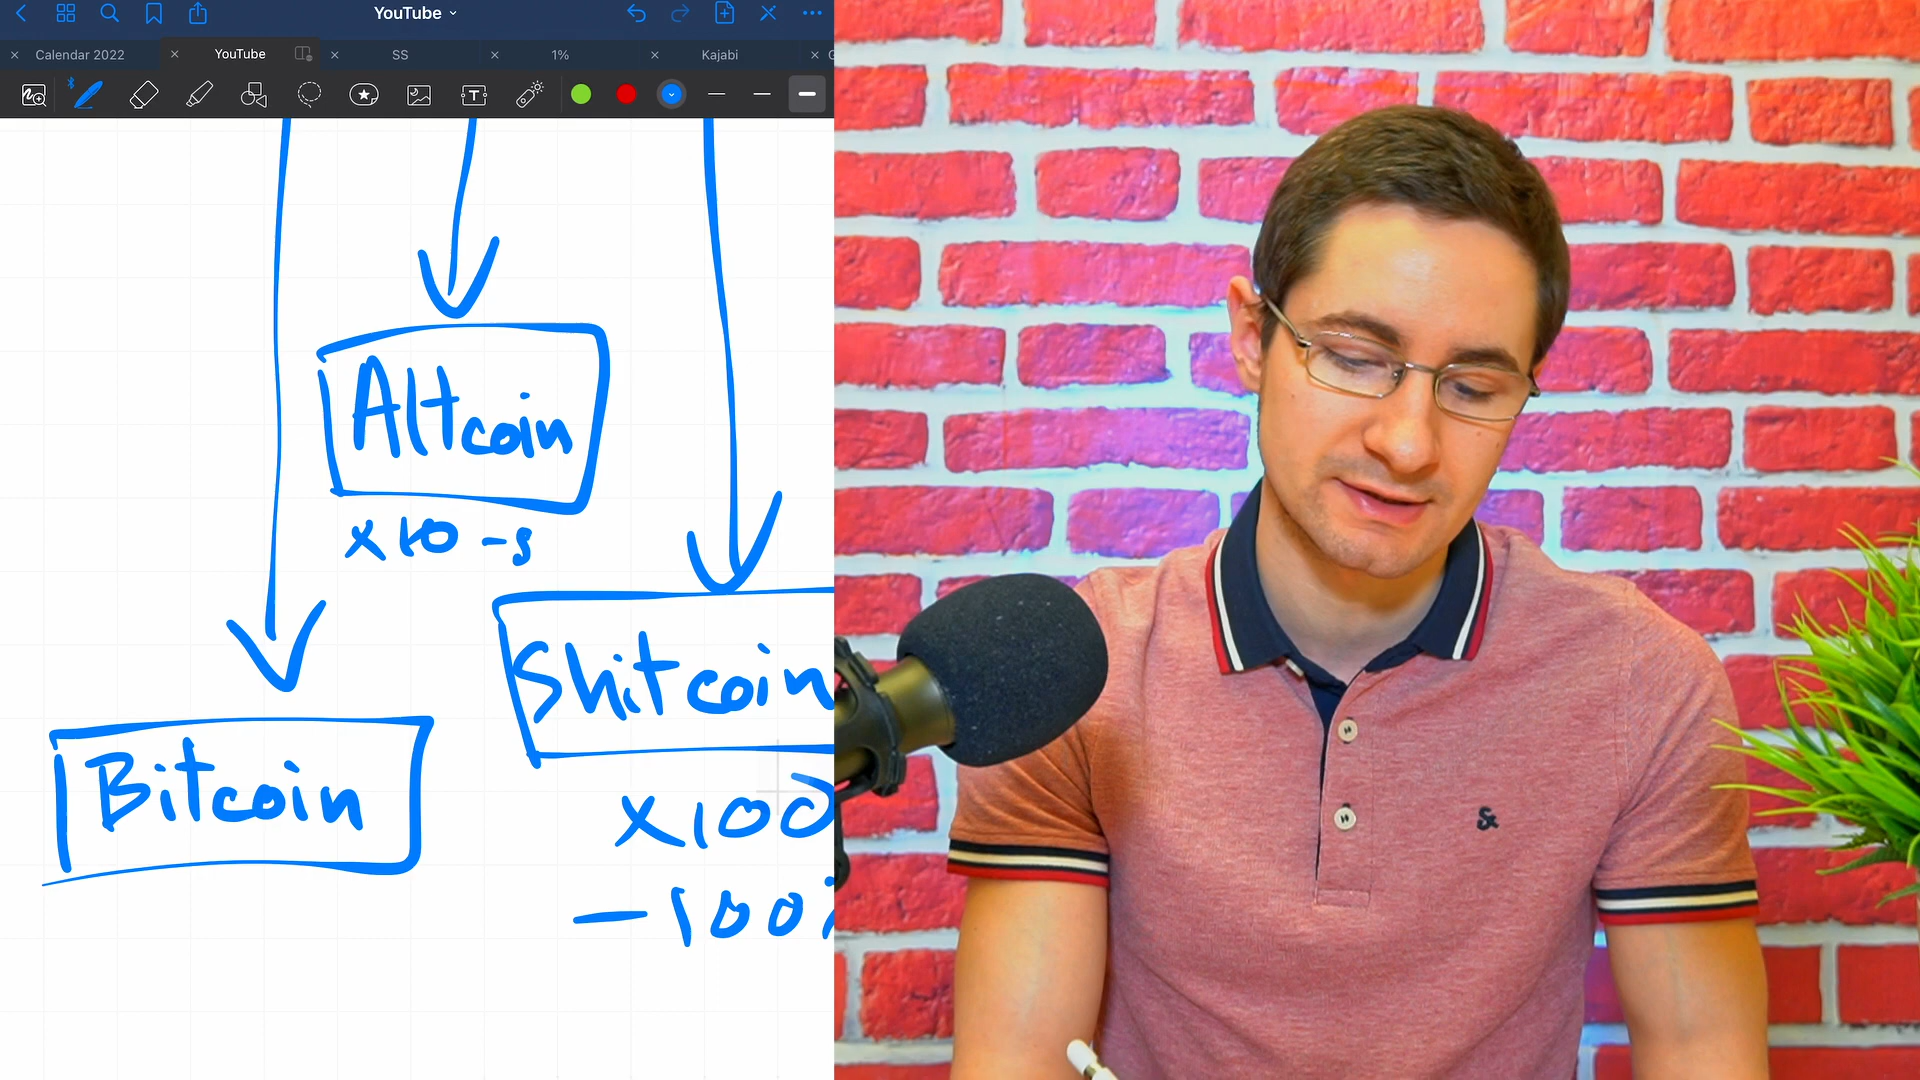 YouTube
Calendar 2022
YouTube
SS
1%
Kajabi
T
Altcoin
x10 -
Shitcoin
Bitcoin
x100
-100